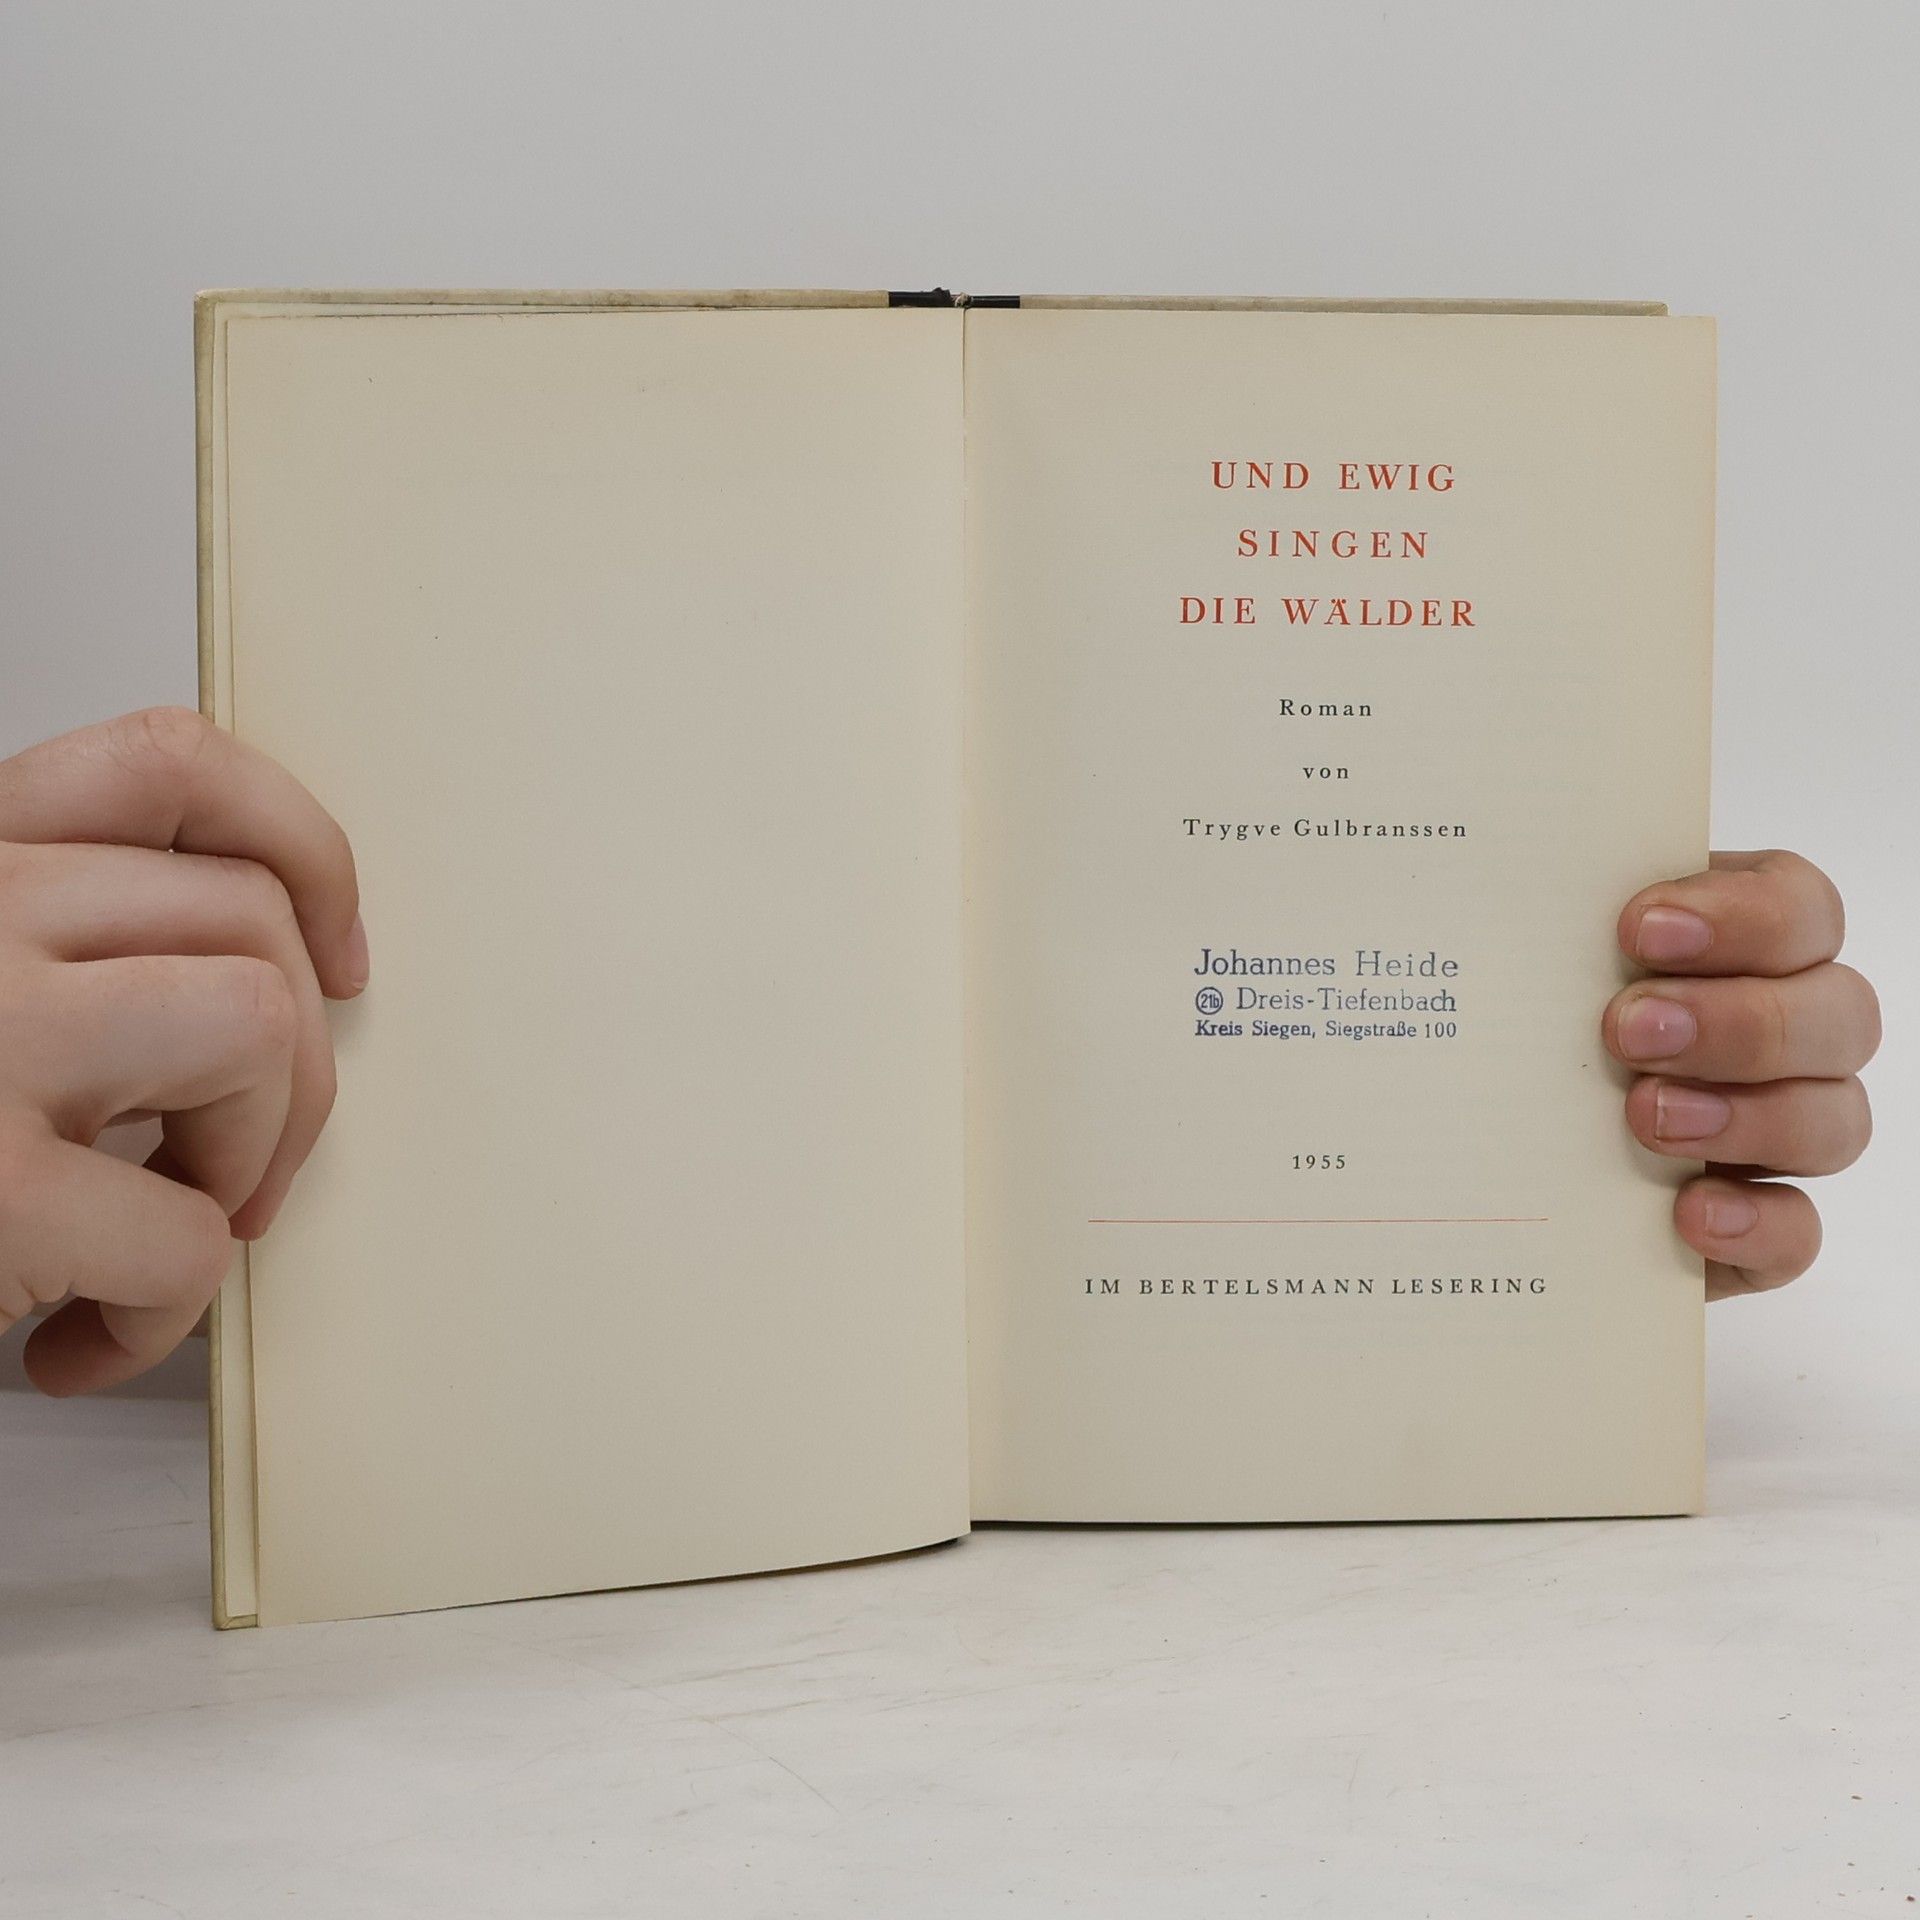 UND EWIG
SINGEN
DIE WÄLDER
Roman
von
Trygve Gulbranssen
Johannes Heide
21b Dreis-Tiefenbach
Kreis Siegen, Siegstraße 100
1955
IM BERTELSMANN LESERING